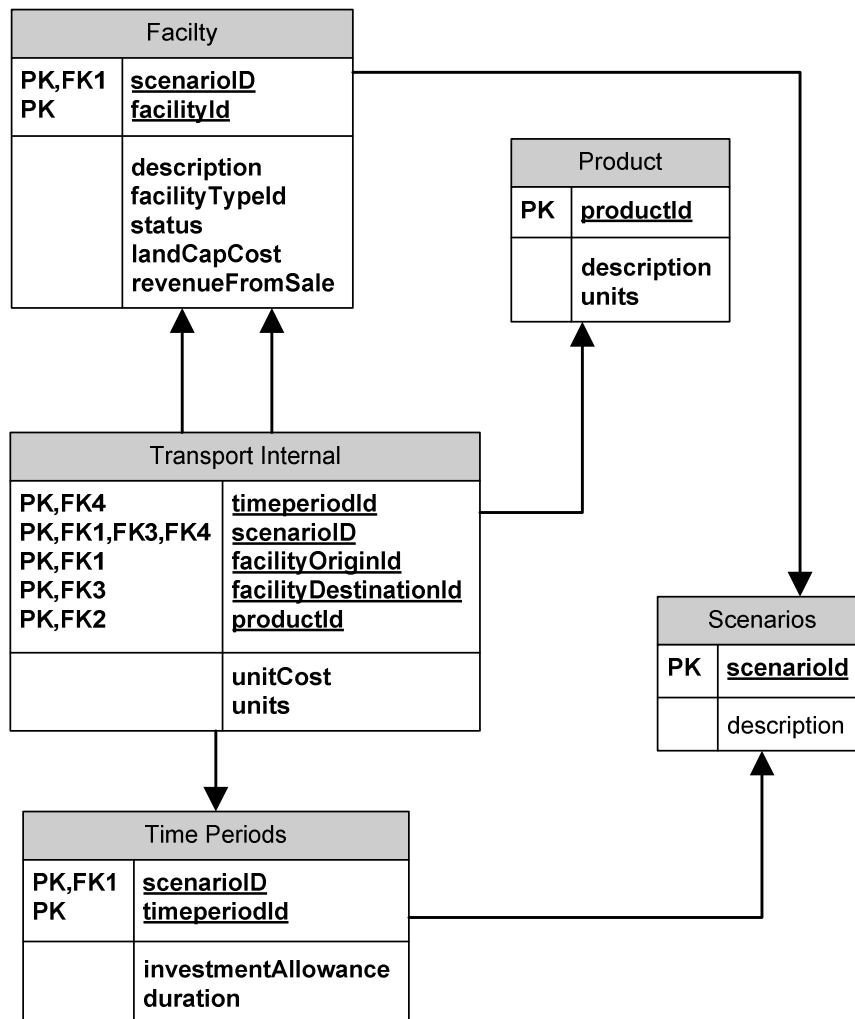 Facilty
PK,FK1 scenarioID
PK facilityId
description
facilityTypeId
status
landCapCost
revenueFromSale
Product
PK productId
description
units
Transport Internal
PK,FK4 timeperiodId
PK,FK1,FK3,FK4 scenarioID
PK,FK1 facilityOriginId
PK,FK3 facilityDestinationId
PK,FK2 productId
unitCost
units
Scenarios
PK scenarioId
description
Time Periods
PK,FK1 scenarioID
PK timeperiodId
investmentAllowance
duration